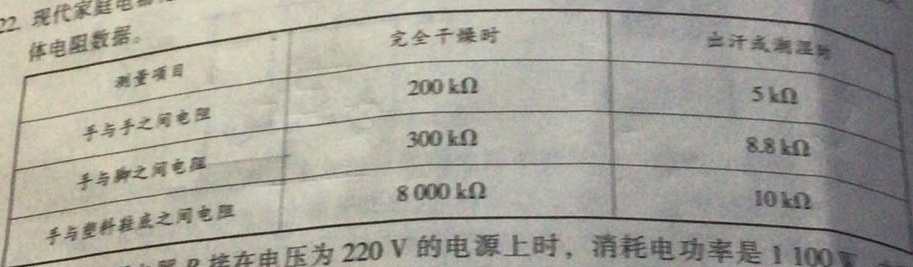 22. 现代家庭电器
体电阻数据。
测量项目 完全干燥时 出汗或潮湿时
手与手之间电阻 200 kΩ 5 kΩ
手与脚之间电阻 300 kΩ 8.8 kΩ
手与塑料鞋底之间电阻 8 000 kΩ 10 kΩ
R 接在电压为 220 V 的电源上时，消耗电功率是 1 100